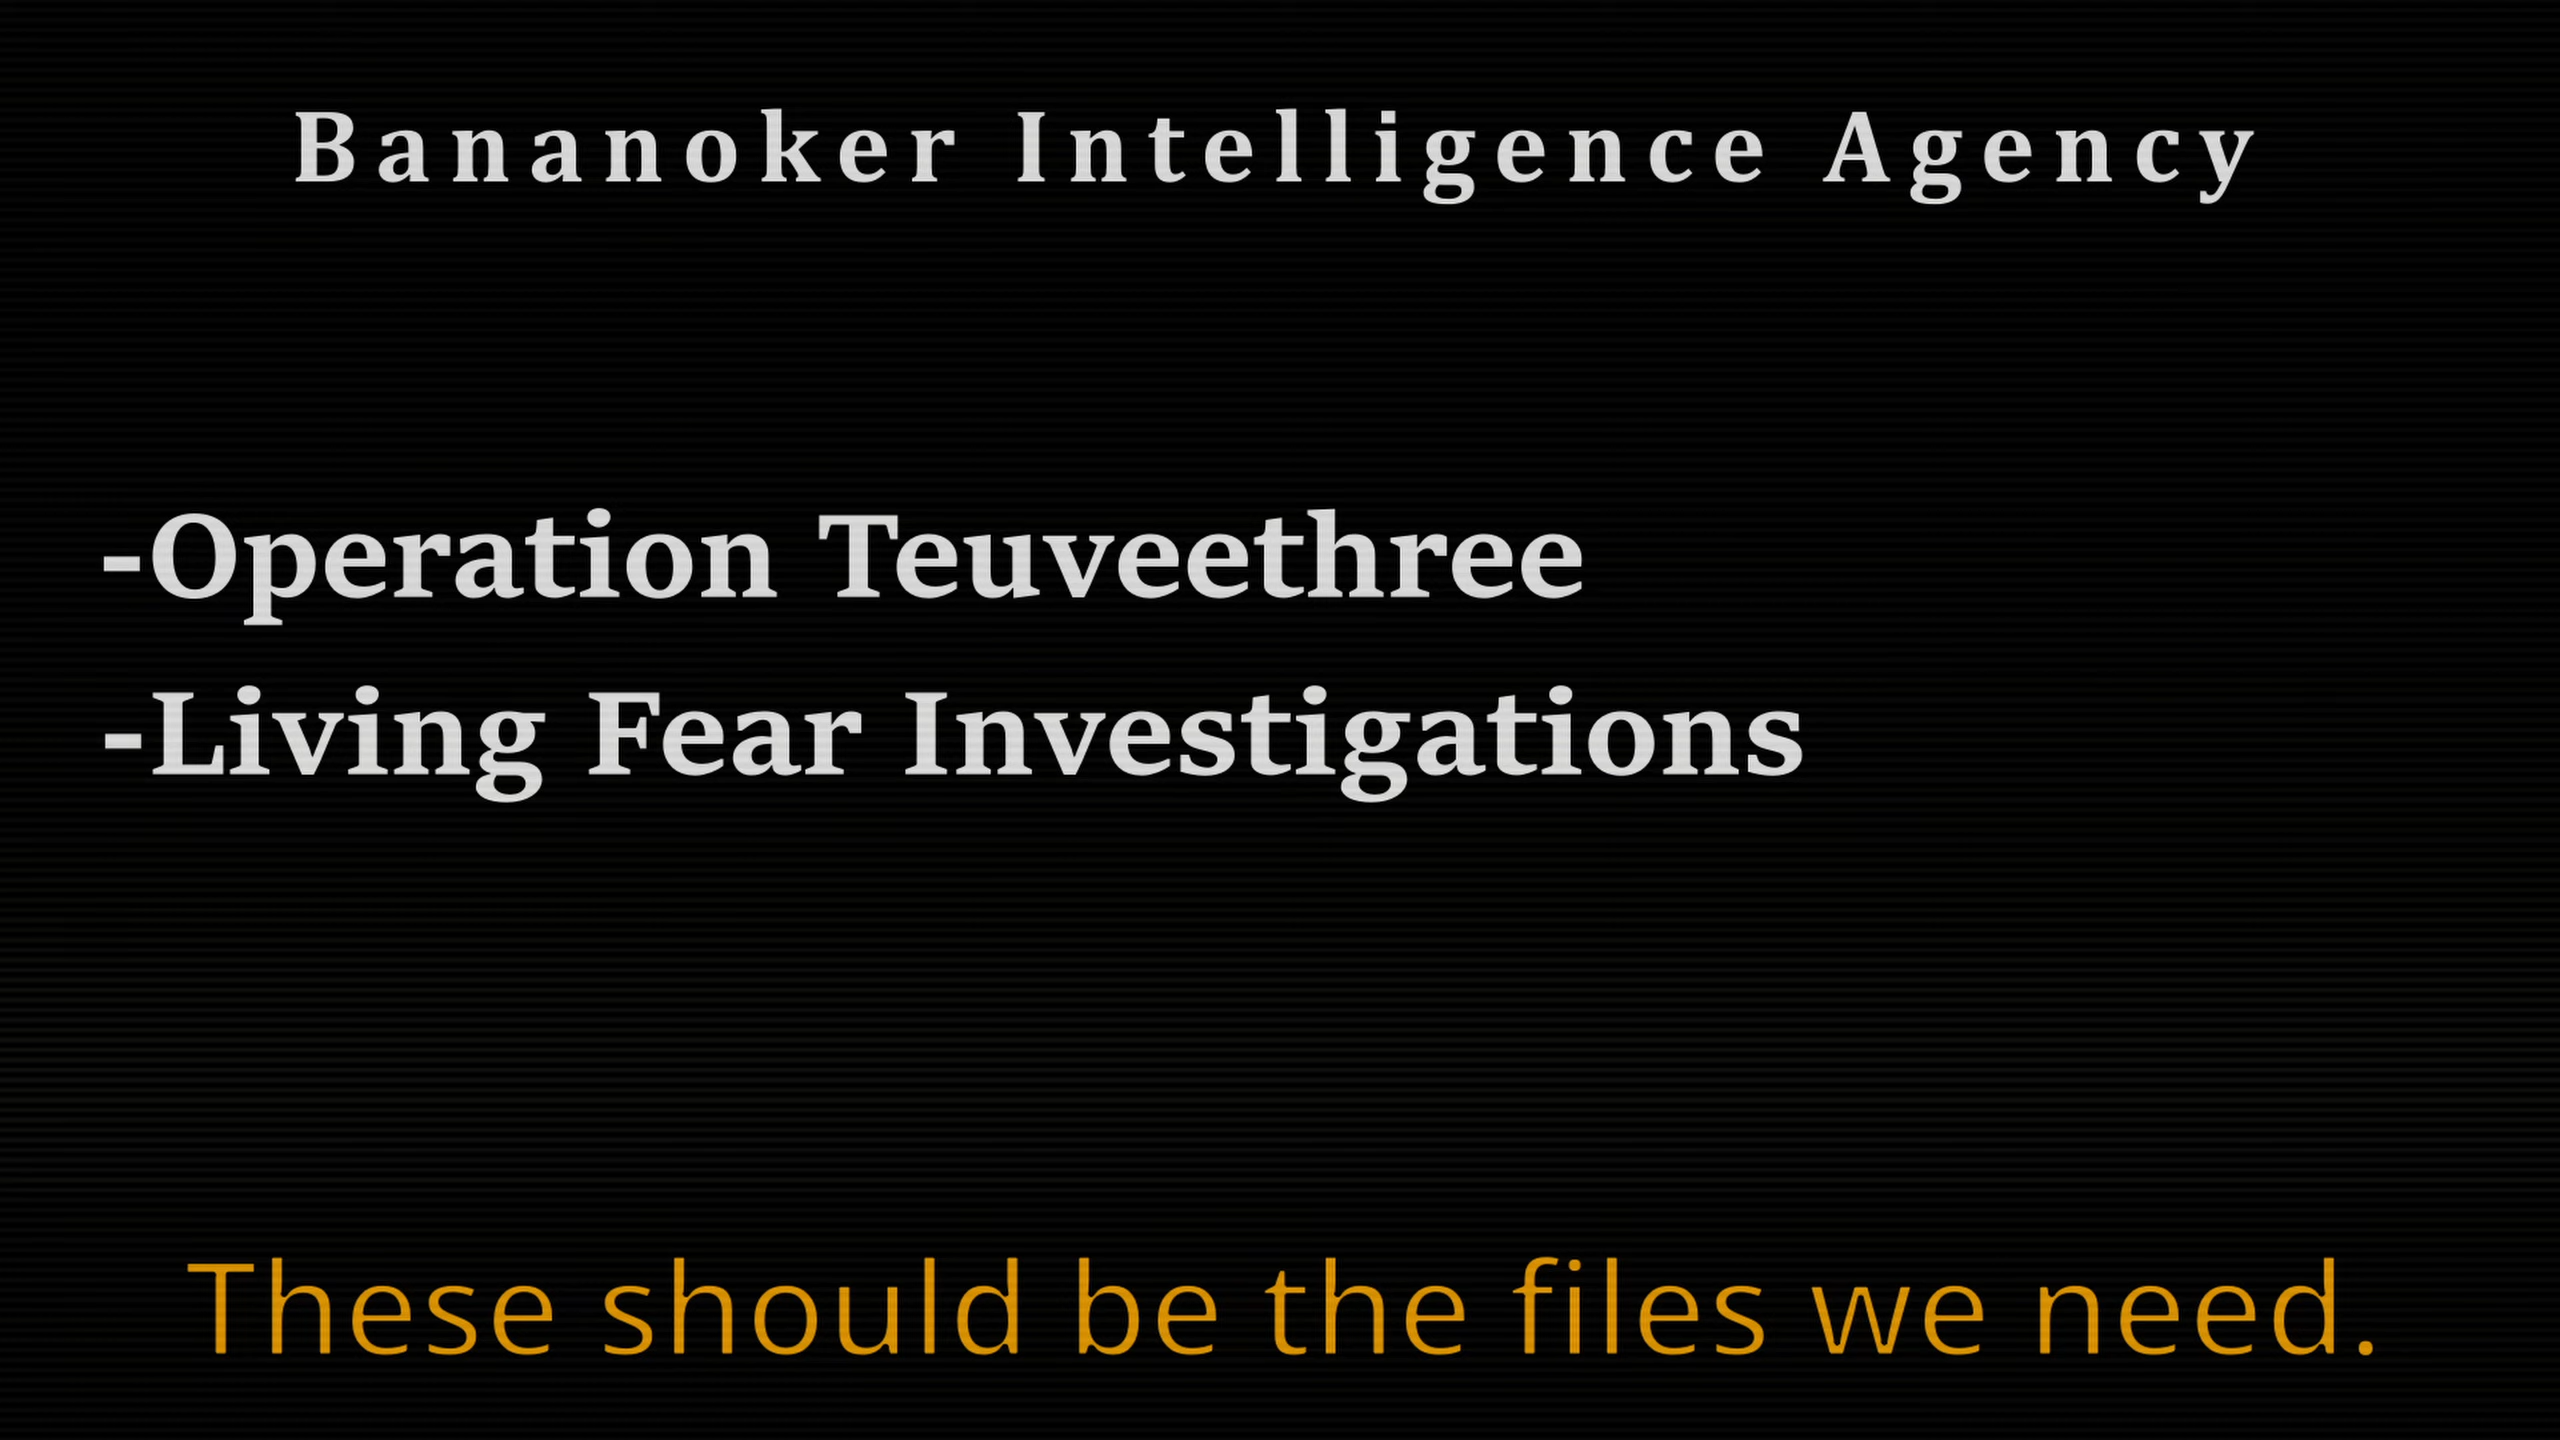 Bananoker Intelligence Agency
-Operation Teuveethree
-Living Fear Investigations
These should be the files we need.